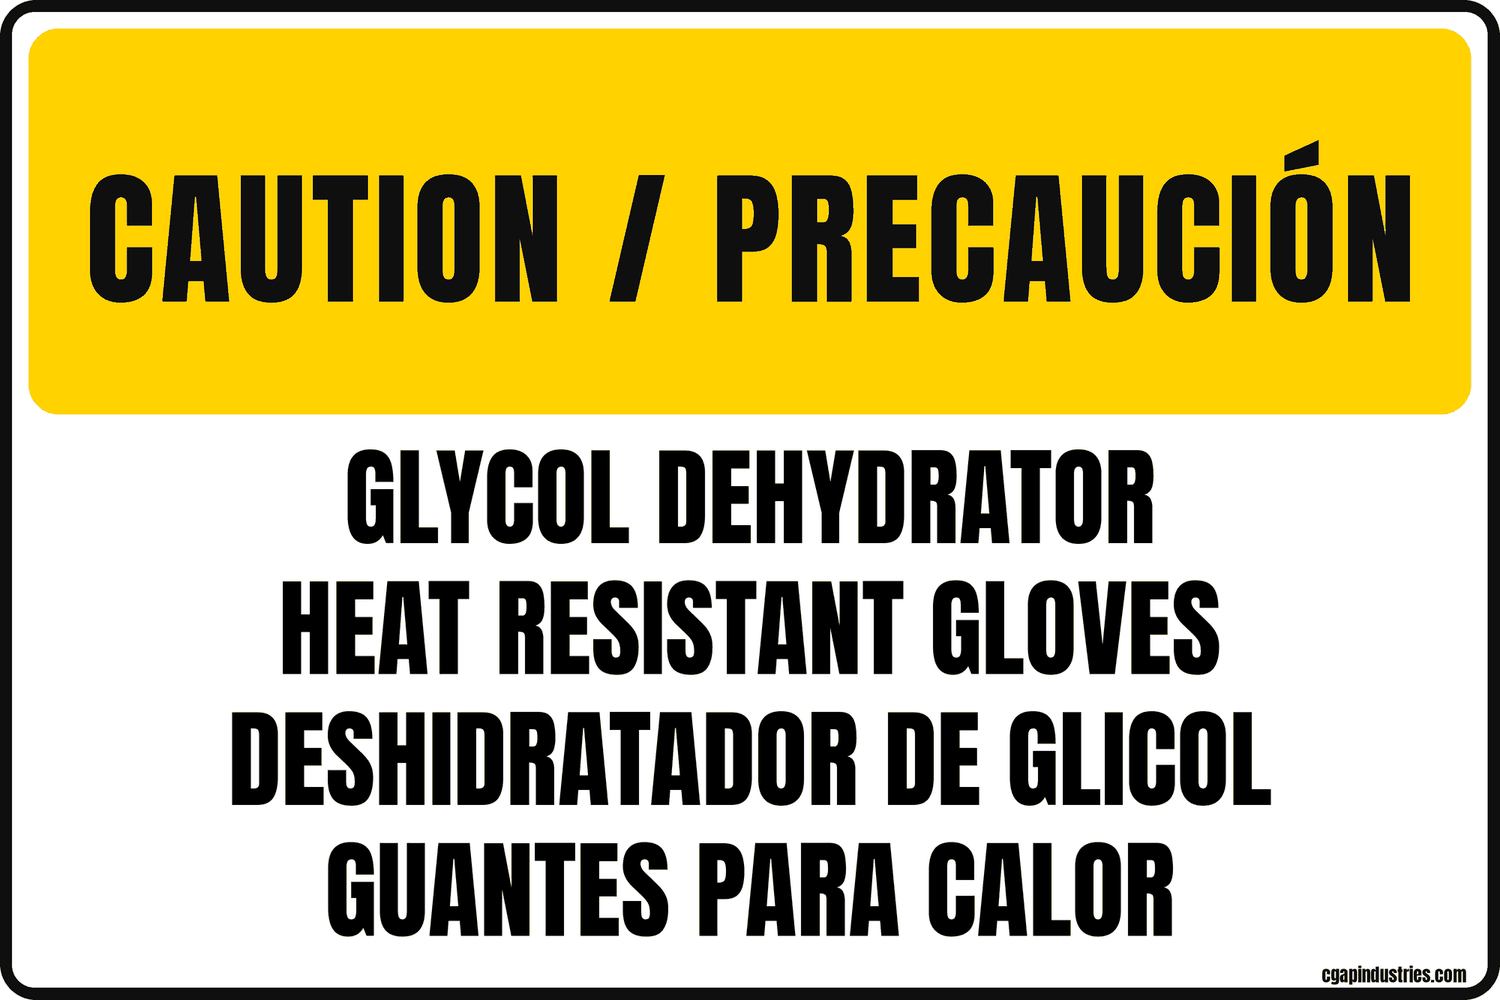 CAUTION / PRECAUCIÓN
GLYCOL DEHYDRATOR
HEAT RESISTANT GLOVES
DESHIDRATADOR DE GLICOL
GUANTES PARA CALOR
cgapindustries.com